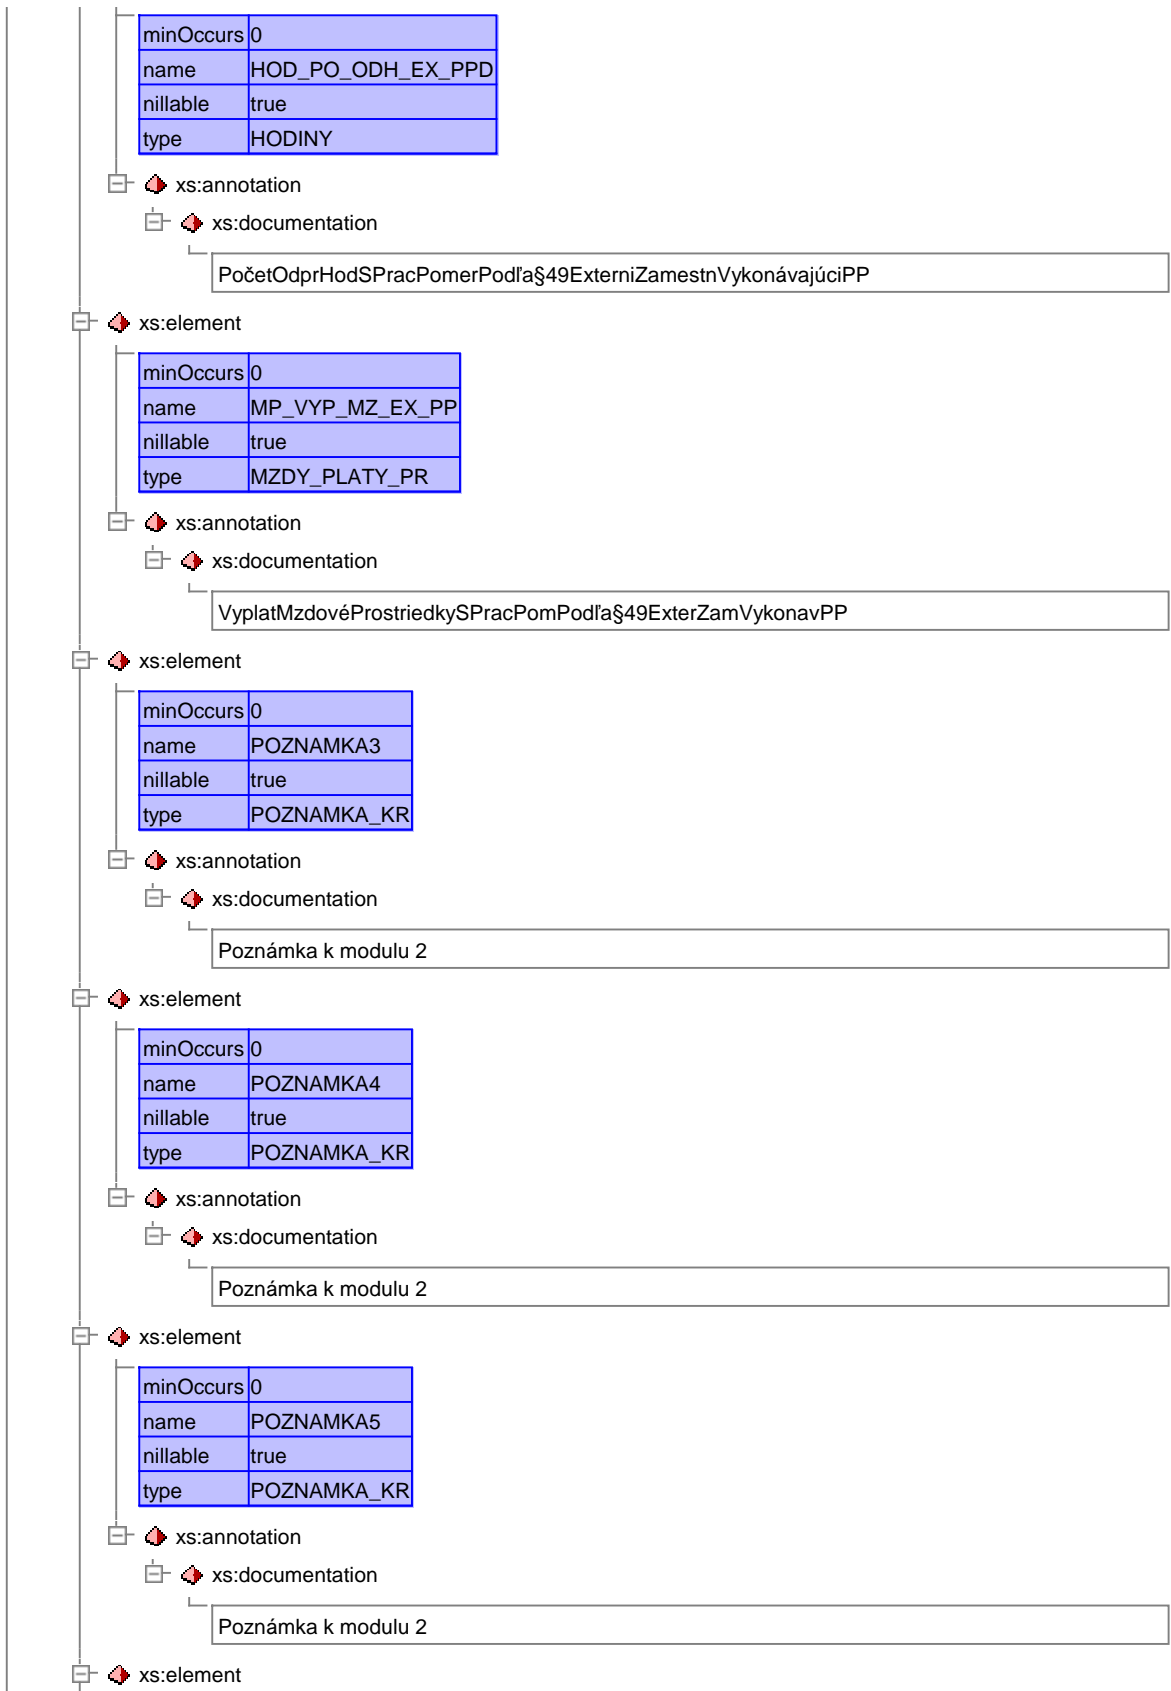 minOccurs 0
name HOD_PO_ODH_EX_PPD
nillable true
type HODINY
xs:annotation
xs:documentation
PočetOdprHodSPracPomerPodľa§49ExterniZamestnVykonávajúciPP
xs:element
minOccurs 0
name MP_VYP_MZ_EX_PP
nillable true
type MZDY_PLATY_PR
xs:annotation
xs:documentation
VyplatMzdovéProstriedkySPracPomPodľa§49ExterZamVykonavPP
xs:element
minOccurs 0
name POZNAMKA3
nillable true
type POZNAMKA_KR
xs:annotation
xs:documentation
Poznámka k modulu 2
xs:element
minOccurs 0
name POZNAMKA4
nillable true
type POZNAMKA_KR
xs:annotation
xs:documentation
Poznámka k modulu 2
xs:element
minOccurs 0
name POZNAMKA5
nillable true
type POZNAMKA_KR
xs:annotation
xs:documentation
Poznámka k modulu 2
xs:element